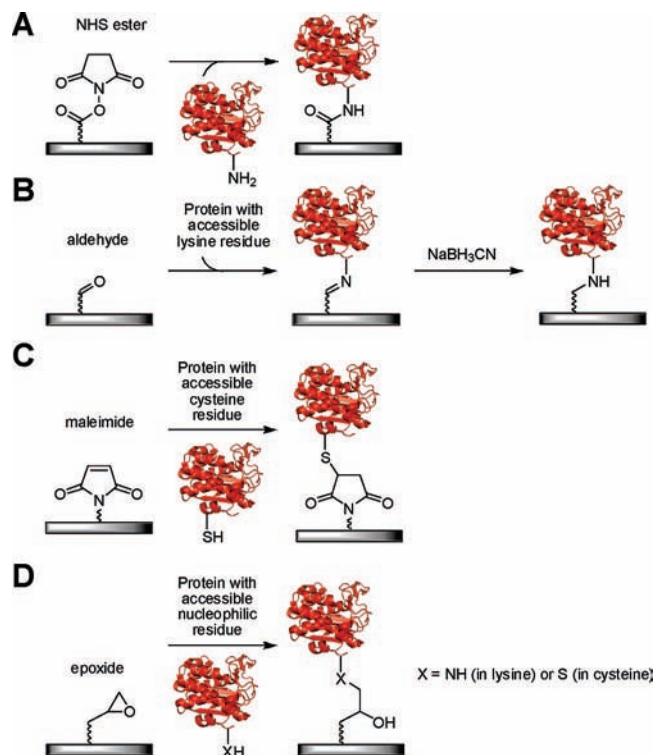 A
NHS ester
O
N
O
O
O
NH₂
O
NH
B
Protein with
accessible
lysine residue
aldehyde
O
N
NaBH₃CN
NH
C
Protein with
accessible
cysteine
residue
maleimide
O
N
O
SH
S
O
N
O
D
Protein with
accessible
nucleophilic
residue
epoxide
O
XH
X
OH
X = NH (in lysine) or S (in cysteine)